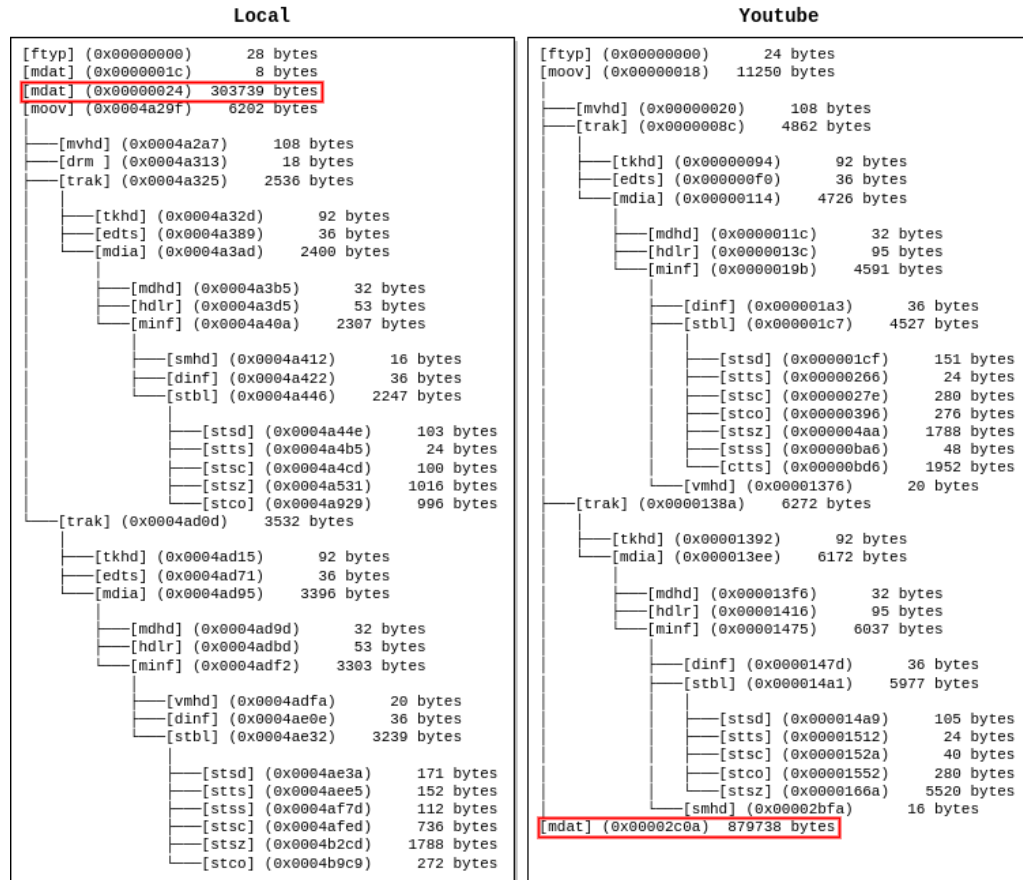 Local
[ftyp] (0x00000000) 28 bytes
[mdat] (0x0000001c) 8 bytes
[mdat] (0x00000024) 303739 bytes
[moov] (0x0004a29f) 6202 bytes
[mvhd] (0x0004a2a7) 108 bytes
[drm ] (0x0004a313) 18 bytes
[trak] (0x0004a325) 2536 bytes
[tkhd] (0x0004a32d) 92 bytes
[edts] (0x0004a389) 36 bytes
[mdia] (0x0004a3ad) 2400 bytes
[mdhd] (0x0004a3b5) 32 bytes
[hdlr] (0x0004a3d5) 53 bytes
[minf] (0x0004a40a) 2307 bytes
[smhd] (0x0004a412) 16 bytes
[dinf] (0x0004a422) 36 bytes
[stbl] (0x0004a446) 2247 bytes
[stsd] (0x0004a44e) 103 bytes
[stts] (0x0004a4b5) 24 bytes
[stsc] (0x0004a4cd) 100 bytes
[stsz] (0x0004a531) 1016 bytes
[stco] (0x0004a929) 996 bytes
[trak] (0x0004ad0d) 3532 bytes
[tkhd] (0x0004ad15) 92 bytes
[edts] (0x0004ad71) 36 bytes
[mdia] (0x0004ad95) 3396 bytes
[mdhd] (0x0004ad9d) 32 bytes
[hdlr] (0x0004adbd) 53 bytes
[minf] (0x0004adf2) 3303 bytes
[vmhd] (0x0004adfa) 20 bytes
[dinf] (0x0004ae0e) 36 bytes
[stbl] (0x0004ae32) 3239 bytes
[stsd] (0x0004ae3a) 171 bytes
[stts] (0x0004aee5) 152 bytes
[stss] (0x0004af7d) 112 bytes
[stsc] (0x0004afed) 736 bytes
[stsz] (0x0004b2cd) 1788 bytes
[stco] (0x0004b9c9) 272 bytes
Youtube
[ftyp] (0x00000000) 24 bytes
[moov] (0x00000018) 11250 bytes
[mvhd] (0x00000020) 108 bytes
[trak] (0x0000008c) 4862 bytes
[tkhd] (0x00000094) 92 bytes
[edts] (0x000000f0) 36 bytes
[mdia] (0x00000114) 4726 bytes
[mdhd] (0x0000011c) 32 bytes
[hdlr] (0x0000013c) 95 bytes
[minf] (0x0000019b) 4591 bytes
[dinf] (0x000001a3) 36 bytes
[stbl] (0x000001c7) 4527 bytes
[stsd] (0x000001cf) 151 bytes
[stts] (0x00000266) 24 bytes
[stsc] (0x0000027e) 280 bytes
[stco] (0x00000396) 276 bytes
[stsz] (0x000004aa) 1788 bytes
[stss] (0x00000ba6) 48 bytes
[ctts] (0x00000bd6) 1952 bytes
[vmhd] (0x00001376) 20 bytes
[trak] (0x0000138a) 6272 bytes
[tkhd] (0x00001392) 92 bytes
[mdia] (0x000013ee) 6172 bytes
[mdhd] (0x000013f6) 32 bytes
[hdlr] (0x00001416) 95 bytes
[minf] (0x00001475) 6037 bytes
[dinf] (0x0000147d) 36 bytes
[stbl] (0x000014a1) 5977 bytes
[stsd] (0x000014a9) 105 bytes
[stts] (0x00001512) 24 bytes
[stsc] (0x0000152a) 40 bytes
[stco] (0x00001552) 280 bytes
[stsz] (0x0000166a) 5520 bytes
[smhd] (0x00002bfa) 16 bytes
[mdat] (0x00002c0a) 879738 bytes